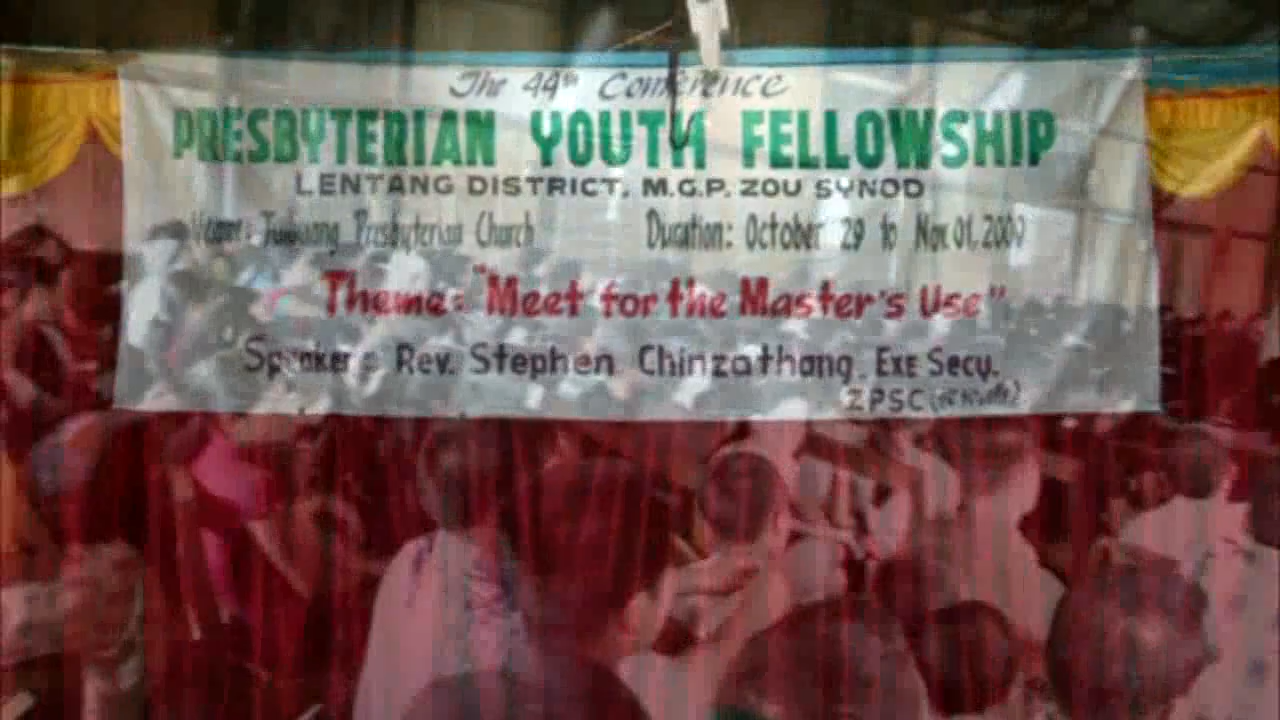 The 44th Conference
PRESBYTERIAN YOUTH FELLOWSHIP
LENTANG DISTRICT, M.G.P. ZOU SYNOD
Presbyterian Church Duration: October 29 to Nov. 01, 2009
Theme: "Meet for the Master's Use"
Speaker: Rev. Stephen Chinzathang, Exe Secy.
ZPSC